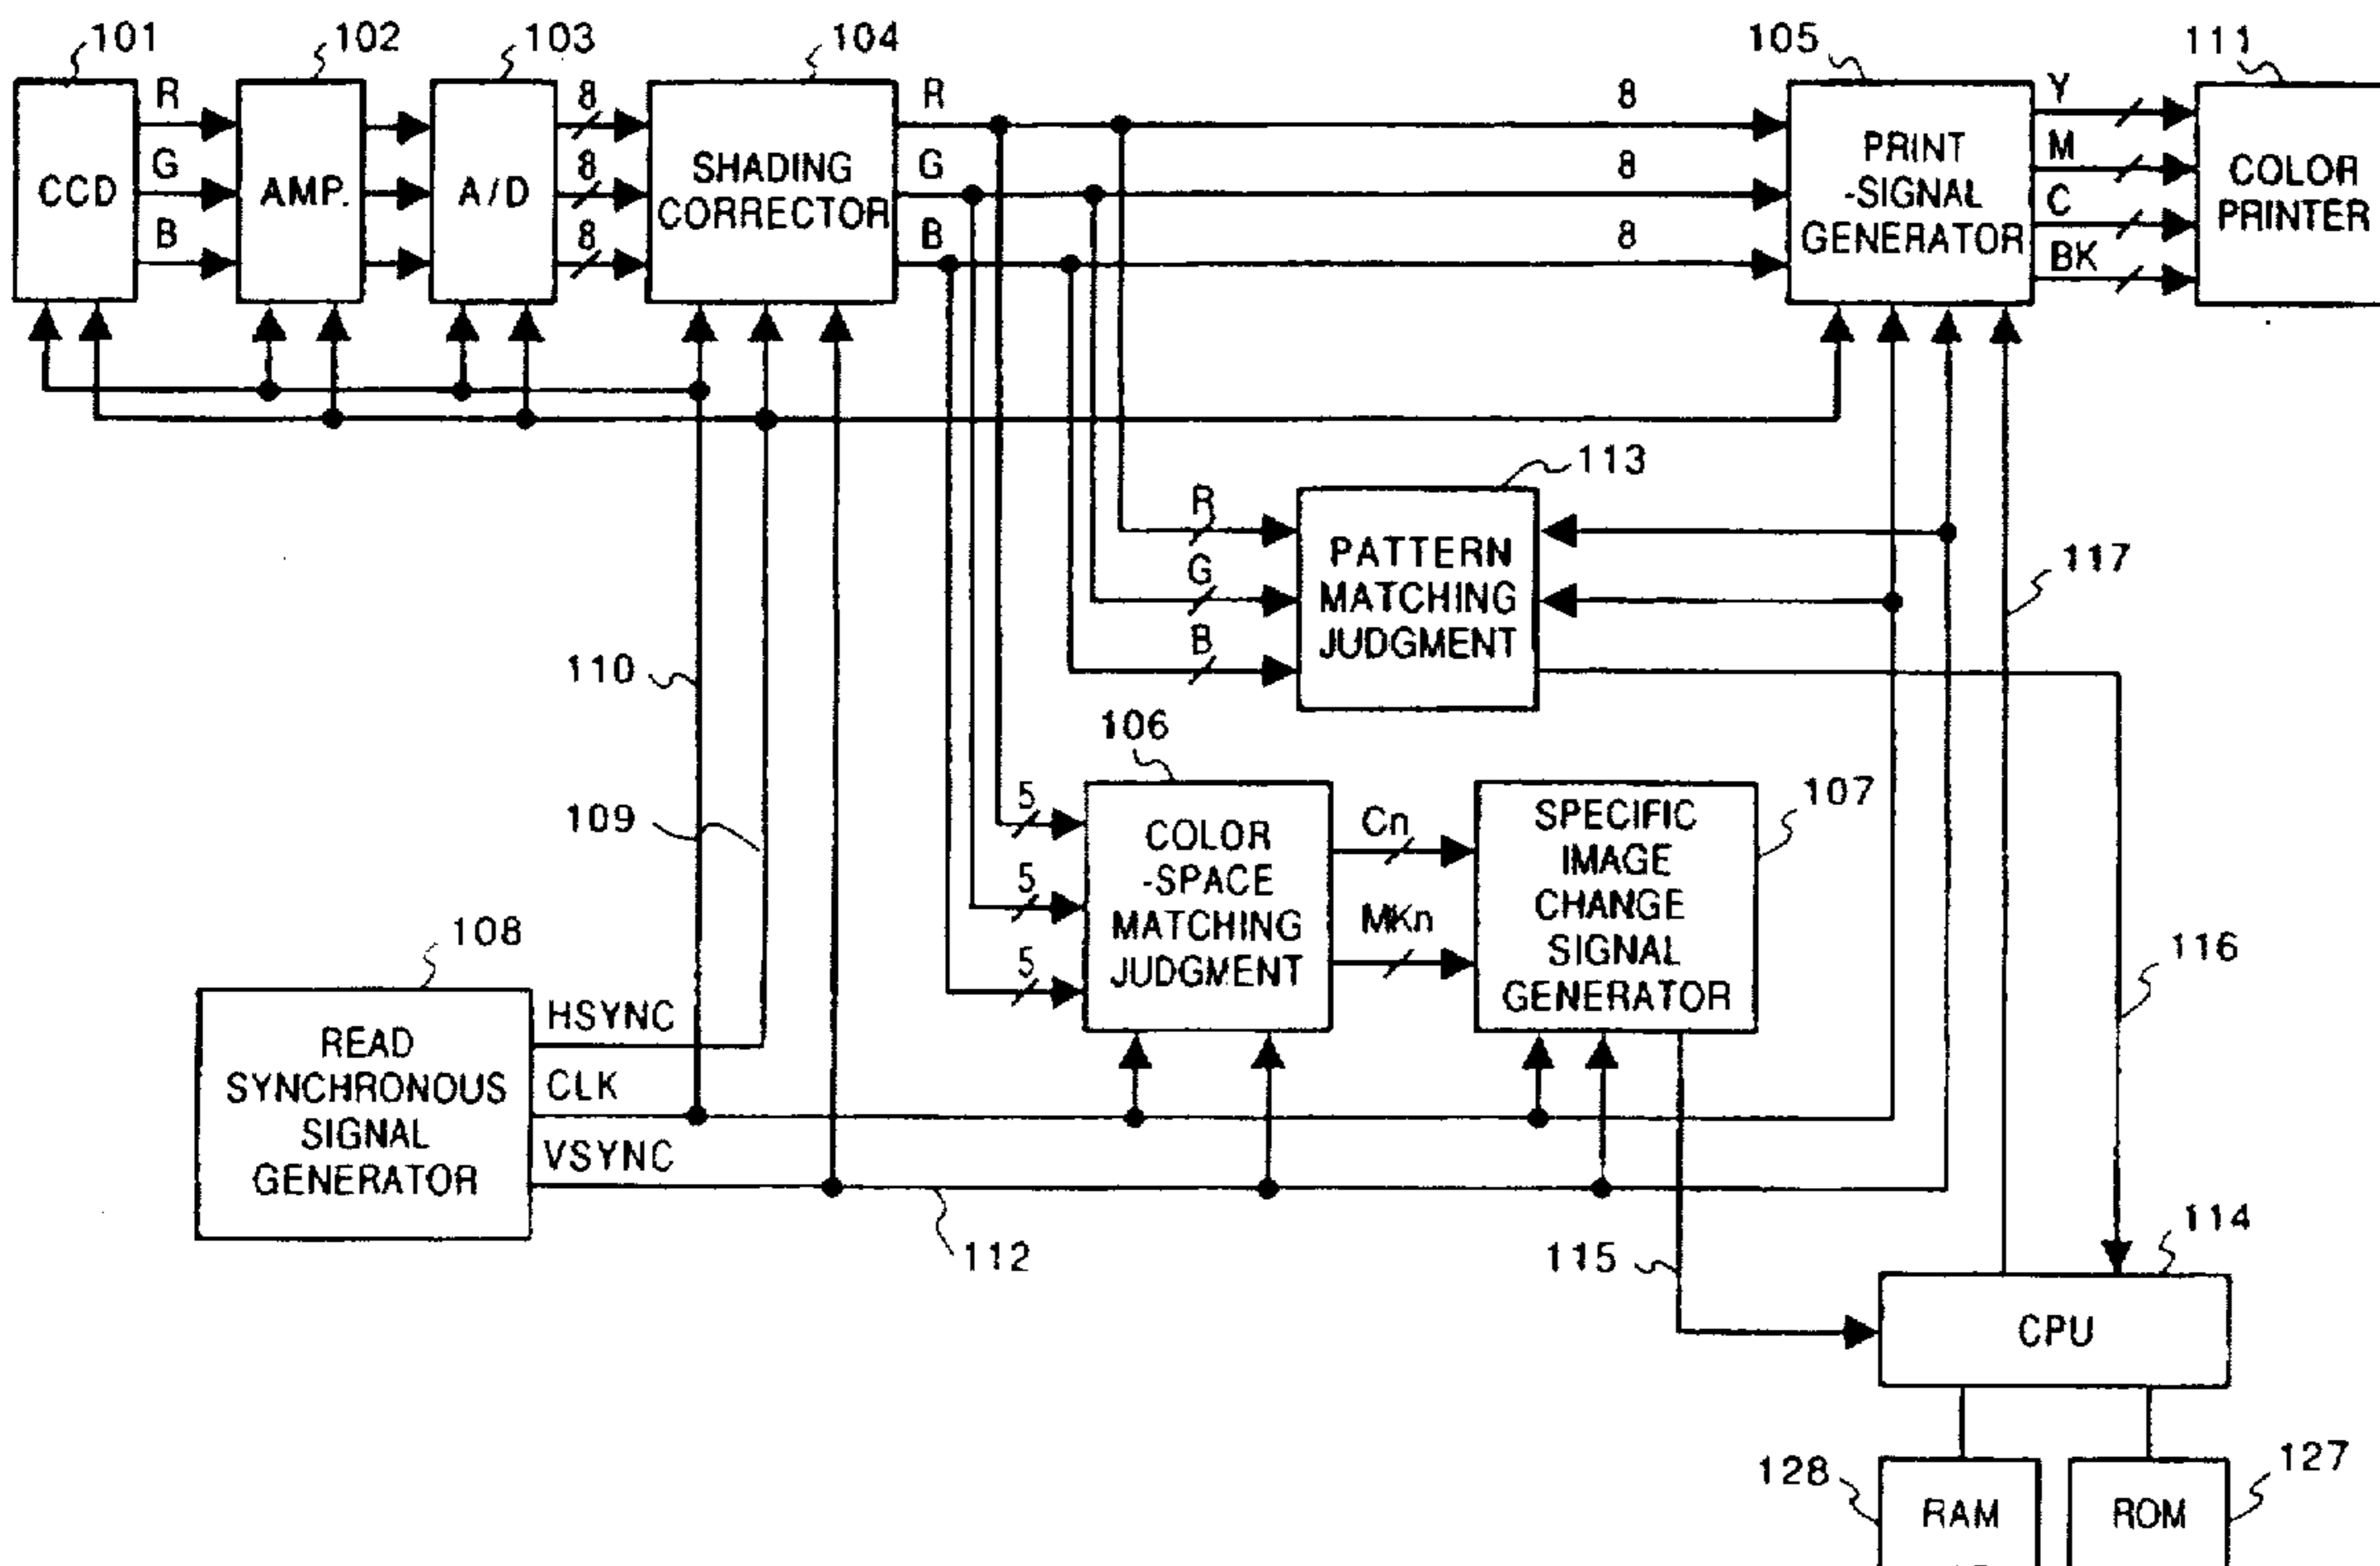 101 102 103 104 105 111
R 8 R 8 Y
G 8 G 8 M
B 8 B 8 C
BK
CCD
AMP.
A/D
SHADING
CORRECTOR
PRINT
-SIGNAL
GENERATOR
COLOR
PRINTER
113
R
G
B
PATTERN
MATCHING
JUDGMENT
117
110
106
109
5
5
5
COLOR
-SPACE
MATCHING
JUDGMENT
Cn
MKn
107
SPECIFIC
IMAGE
CHANGE
SIGNAL
GENERATOR
116
108
READ
SYNCHRONOUS
SIGNAL
GENERATOR
HSYNC
CLK
VSYNC
112
115
114
CPU
128
RAM
ROM
127